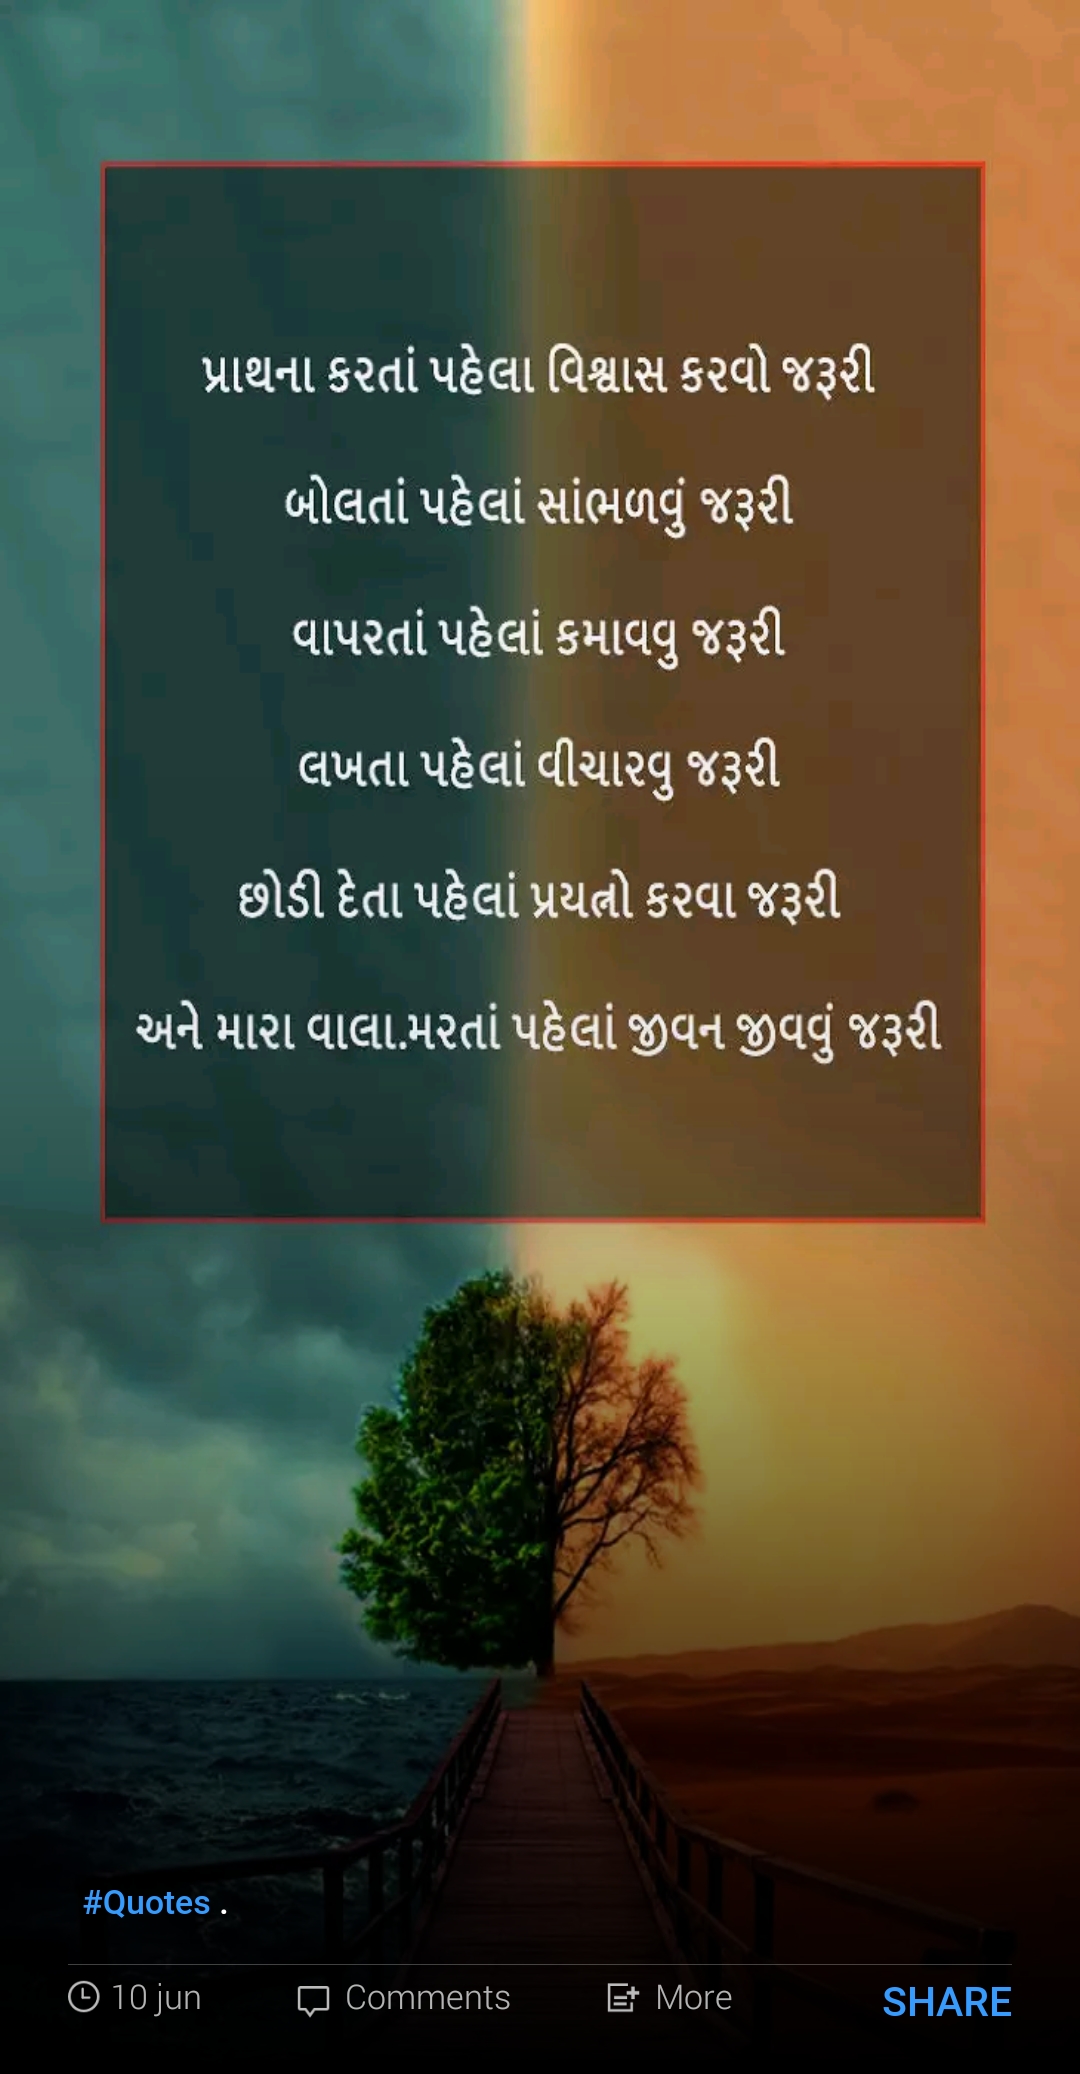 પ્રાથના કરતાં પહેલા વિશ્વાસ કરવો જરૂરી
બોલતાં પહેલાં સાંભળવું જરૂરી
વાપરતાં પહેલાં કમાવવુ જરૂરી
લખતા પહેલાં વીચારવુ જરૂરી
છોડી દેતા પહેલાં પ્રયત્નો કરવા જરૂરી
અને મારા વાલા.મરતાં પહેલાં જીવન જીવવું જરૂરી
#Quotes .
10 jun Comments More SHARE